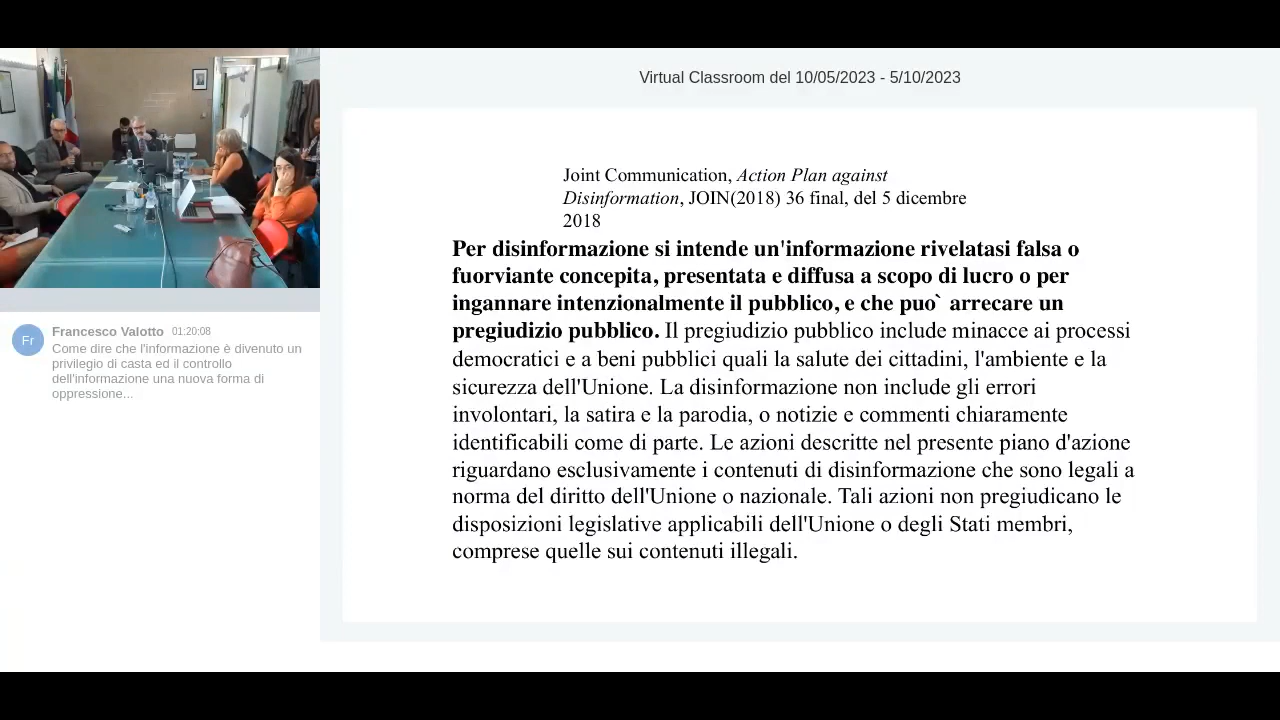 Virtual Classroom del 10/05/2023 - 5/10/2023
Joint Communication, Action Plan against
Disinformation, JOIN(2018) 36 final, del 5 dicembre
2018
Per disinformazione si intende un'informazione rivelatasi falsa o
fuorviante concepita, presentata e diffusa a scopo di lucro o per
ingannare intenzionalmente il pubblico, e che puo` arrecare un
pregiudizio pubblico. Il pregiudizio pubblico include minacce ai processi
democratici e a beni pubblici quali la salute dei cittadini, l'ambiente e la
sicurezza dell'Unione. La disinformazione non include gli errori
involontari, la satira e la parodia, o notizie e commenti chiaramente
identificabili come di parte. Le azioni descritte nel presente piano d'azione
riguardano esclusivamente i contenuti di disinformazione che sono legali a
norma del diritto dell'Unione o nazionale. Tali azioni non pregiudicano le
disposizioni legislative applicabili dell'Unione o degli Stati membri,
comprese quelle sui contenuti illegali.
Fr
Francesco Valotto 01:20:08
Come dire che l'informazione è divenuto un
privilegio di casta ed il controllo
dell'informazione una nuova forma di
oppressione...